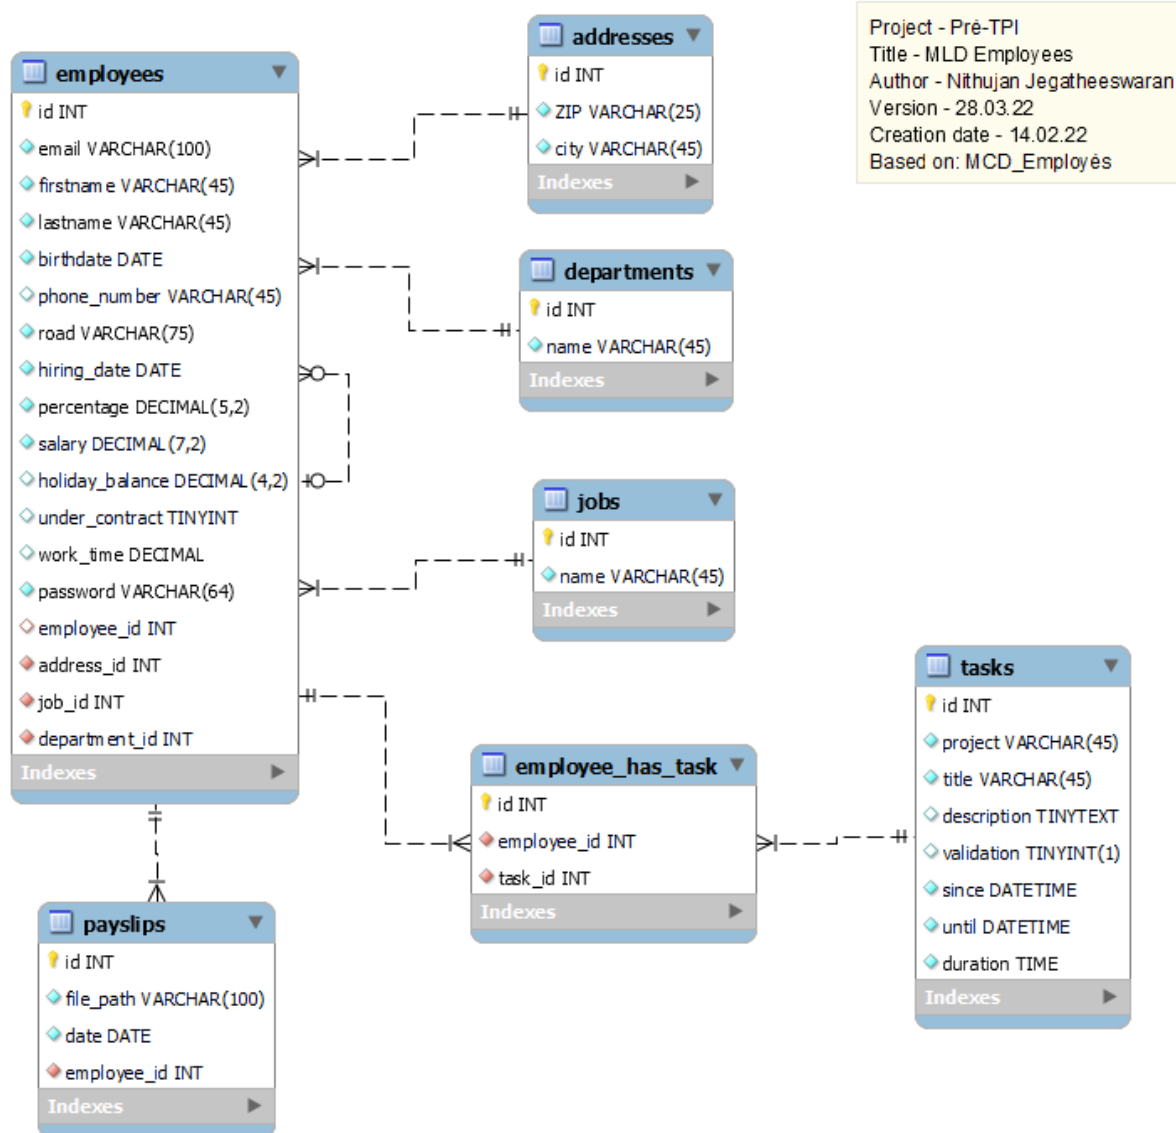 employees
id INT
email VARCHAR(100)
firstname VARCHAR(45)
lastname VARCHAR(45)
birthdate DATE
phone_number VARCHAR(45)
road VARCHAR(75)
hiring_date DATE
percentage DECIMAL(5,2)
salary DECIMAL(7,2)
holiday_balance DECIMAL(4,2)
under_contract TINYINT
work_time DECIMAL
password VARCHAR(64)
employee_id INT
address_id INT
job_id INT
department_id INT
Indexes
addresses
id INT
ZIP VARCHAR(25)
city VARCHAR(45)
Indexes
Project - Pré-TPI
Title - MLD Employees
Author - Nithujan Jegatheeswaran
Version - 28.03.22
Creation date - 14.02.22
Based on: MCD_Employés
departments
id INT
name VARCHAR(45)
Indexes
jobs
id INT
name VARCHAR(45)
Indexes
tasks
id INT
project VARCHAR(45)
title VARCHAR(45)
description TINYTEXT
validation TINYINT(1)
since DATETIME
until DATETIME
duration TIME
Indexes
employee_has_task
id INT
employee_id INT
task_id INT
Indexes
payslips
id INT
file_path VARCHAR(100)
date DATE
employee_id INT
Indexes